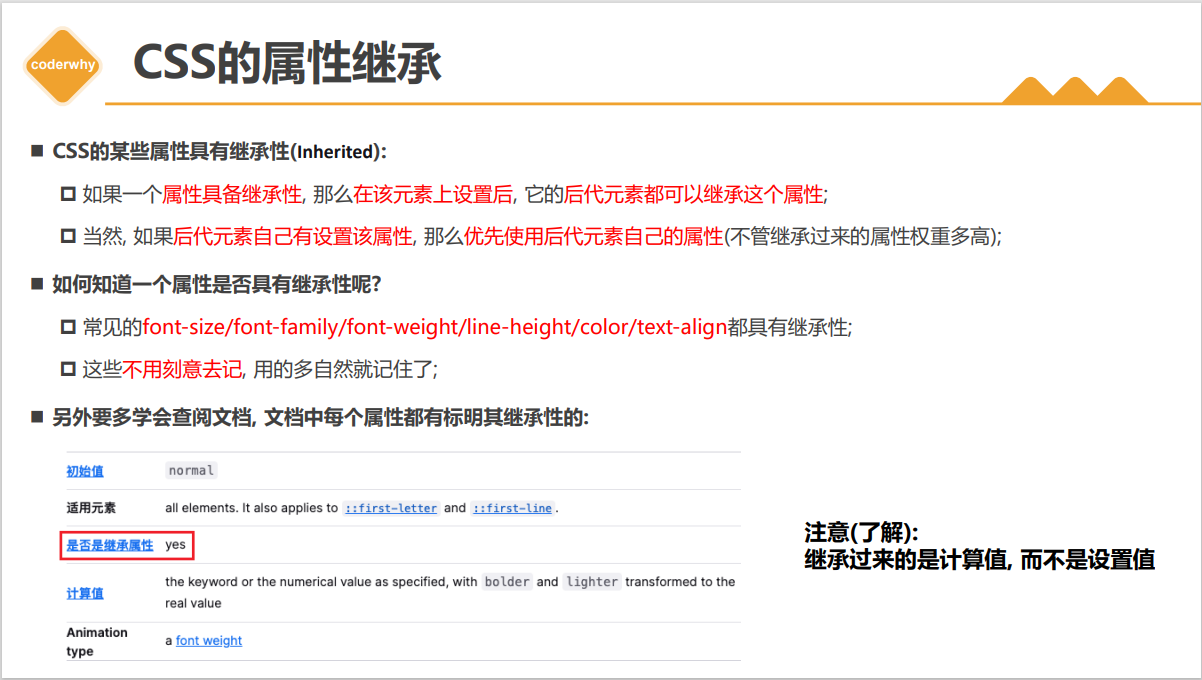 coderwhy
CSS的属性继承
CSS的某些属性具有继承性(Inherited):
如果一个属性具备继承性, 那么在该元素上设置后, 它的后代元素都可以继承这个属性;
当然, 如果后代元素自己有设置该属性, 那么优先使用后代元素自己的属性(不管继承过来的属性权重多高);
如何知道一个属性是否具有继承性呢?
常见的font-size/font-family/font-weight/line-height/color/text-align都具有继承性;
这些不用刻意去记, 用的多自然就记住了;
另外要多学会查阅文档, 文档中每个属性都有标明其继承性的:
初始值 normal
适用元素 all elements. It also applies to ::first-letter and ::first-line.
是否是继承属性 yes
计算值 the keyword or the numerical value as specified, with bolder and lighter transformed to the
real value
Animation
type a font weight
注意(了解):
继承过来的是计算值, 而不是设置值